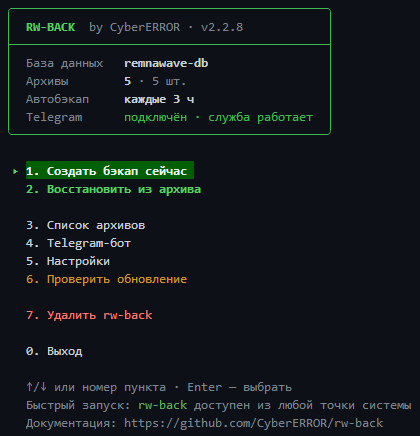 RW-BACK by CyberERROR · v2.2.8
База данных remnawave-db
Архивы 5 · 5 шт.
Автобэкап каждые 3 ч
Telegram подключён · служба работает
▸ 1. Создать бэкап сейчас
2. Восстановить из архива
3. Список архивов
4. Telegram-бот
5. Настройки
6. Проверить обновление
7. Удалить rw-back
0. Выход
↑/↓ или номер пункта · Enter — выбрать
Быстрый запуск: rw-back доступен из любой точки системы
Документация: https://github.com/CyberERROR/rw-back